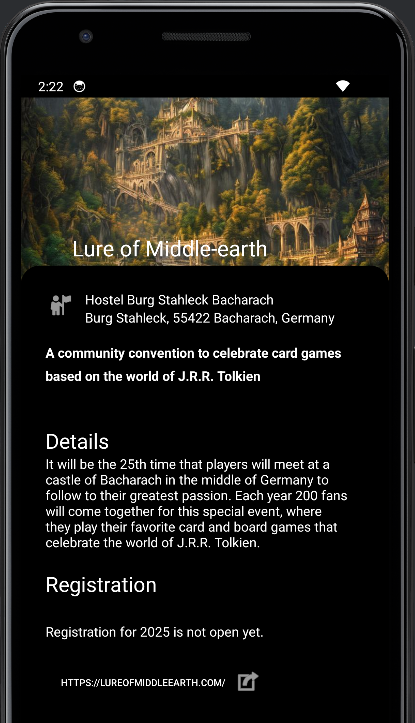 2:22
Lure of Middle-earth
Hostel Burg Stahleck Bacharach
Burg Stahleck, 55422 Bacharach, Germany
A community convention to celebrate card games
based on the world of J.R.R. Tolkien
Details
It will be the 25th time that players will meet at a
castle of Bacharach in the middle of Germany to
follow to their greatest passion. Each year 200 fans
will come together for this special event, where
they play their favorite card and board games that
celebrate the world of J.R.R. Tolkien.
Registration
Registration for 2025 is not open yet.
HTTPS://LUREOFMIDDLEEARTH.COM/